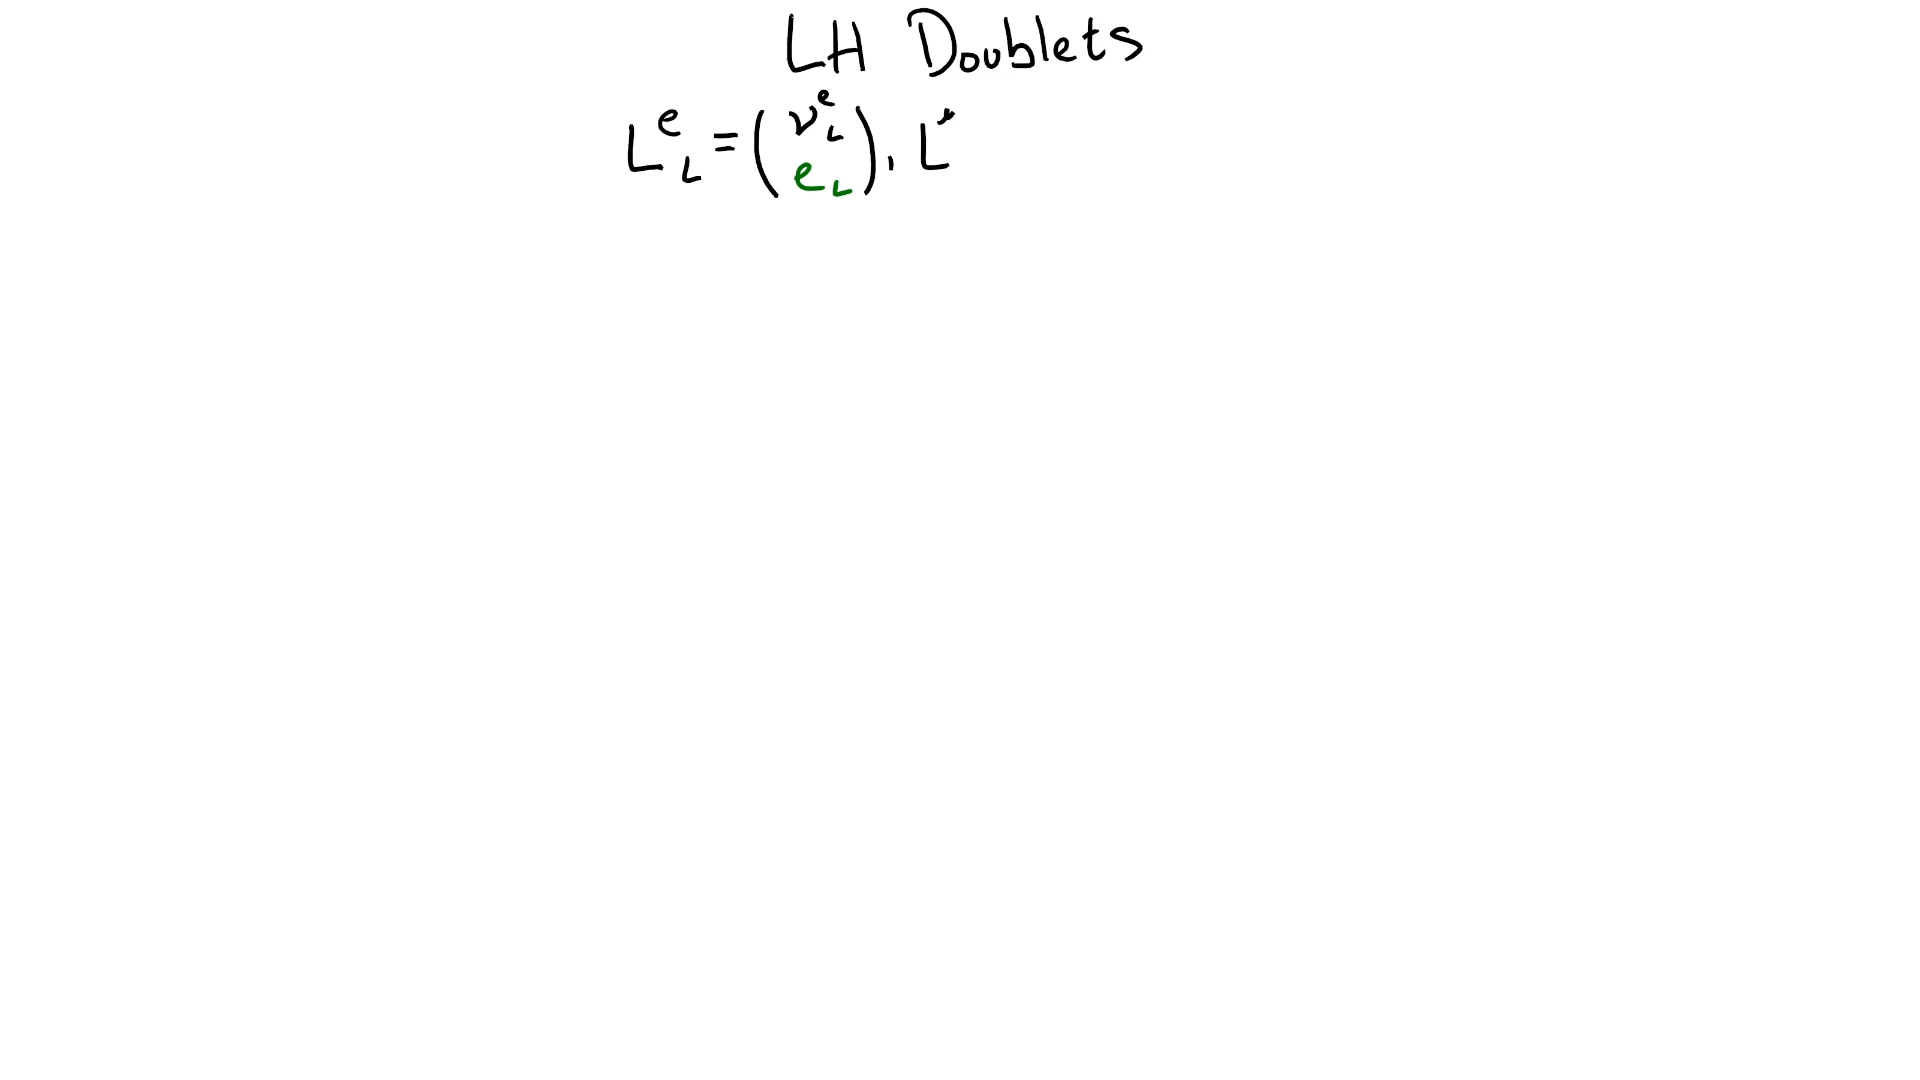 LH Doublets
L^e_L = (ν^e_L e_L), L